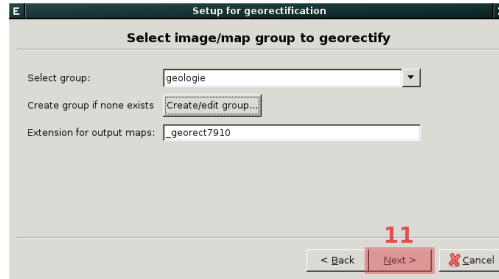 E Setup for georectification
Select image/map group to georectify
Select group: geologie
Create group if none exists Create/edit group...
Extension for output maps: _georect7910
11
< Back Next > Cancel